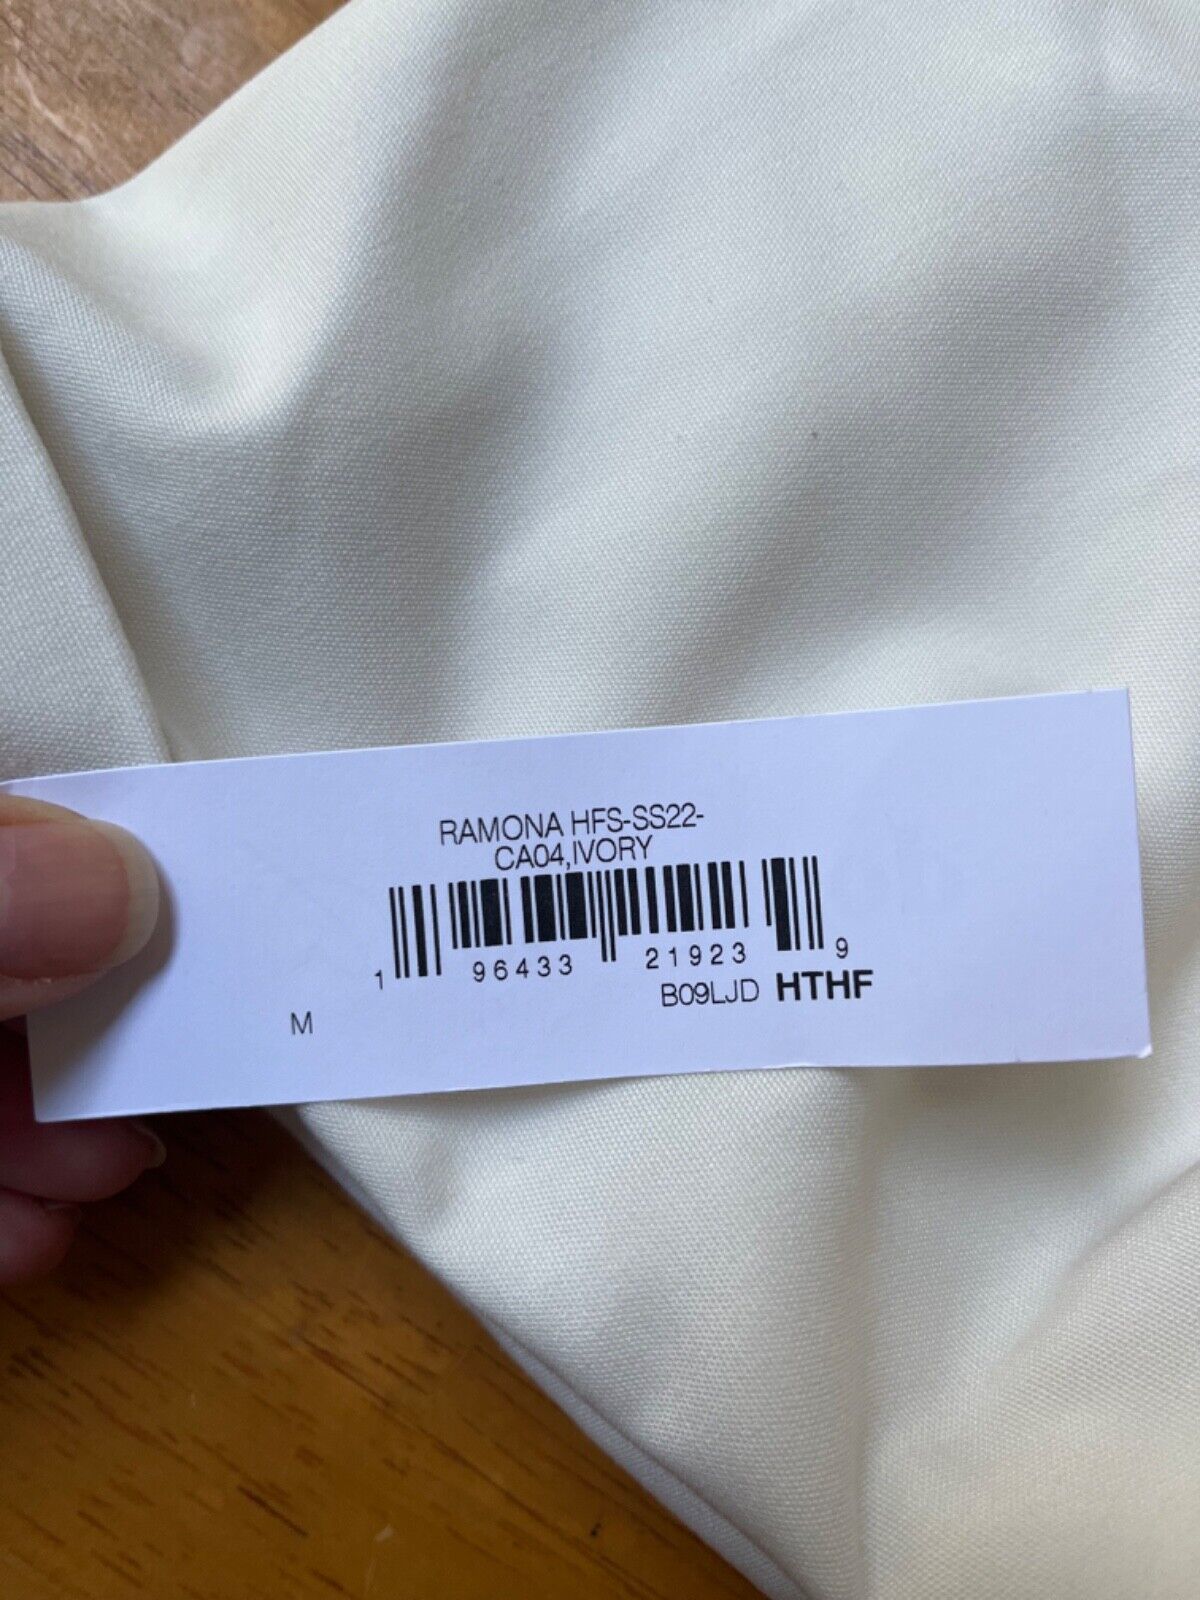 RAMONA HFS-SS22-
CA04,IVORY
1 96433 21923 9
B09LJD HTHF
M